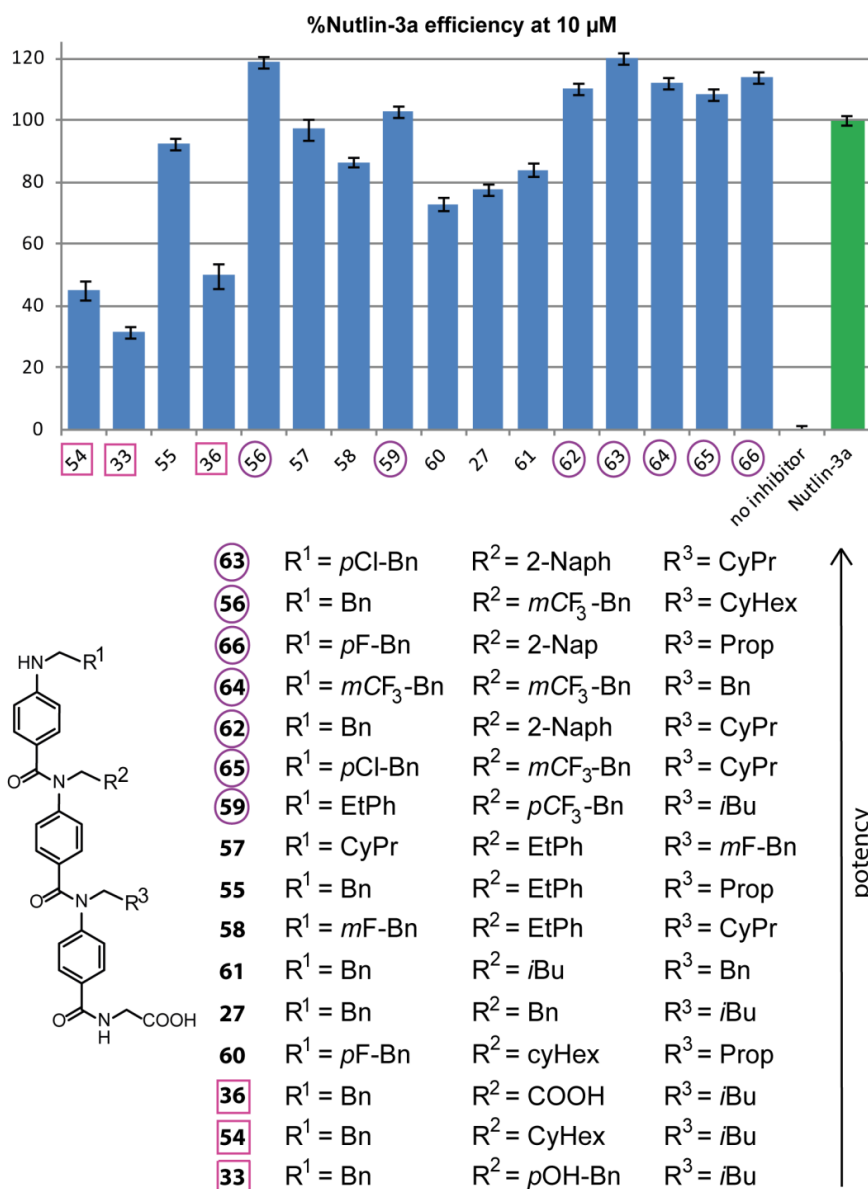 %Nutlin-3a efficiency at 10 µM
120
100
80
60
40
20
0
54 33 55 36 56 57 58 59 60 27 61 62 63 64 65 66 no inhibitor Nutlin-3a
63 R1 = pCl-Bn R2 = 2-Naph R3 = CyPr
56 R1 = Bn R2 = mCF3-Bn R3 = CyHex
66 R1 = pF-Bn R2 = 2-Nap R3 = Prop
64 R1 = mCF3-Bn R2 = mCF3-Bn R3 = Bn
62 R1 = Bn R2 = 2-Naph R3 = CyPr
65 R1 = pCl-Bn R2 = mCF3-Bn R3 = CyPr
59 R1 = EtPh R2 = pCF3-Bn R3 = iBu
57 R1 = CyPr R2 = EtPh R3 = mF-Bn
55 R1 = Bn R2 = EtPh R3 = Prop
58 R1 = mF-Bn R2 = EtPh R3 = CyPr
61 R1 = Bn R2 = iBu R3 = Bn
27 R1 = Bn R2 = Bn R3 = iBu
60 R1 = pF-Bn R2 = cyHex R3 = Prop
36 R1 = Bn R2 = COOH R3 = iBu
54 R1 = Bn R2 = CyHex R3 = iBu
33 R1 = Bn R2 = pOH-Bn R3 = iBu
potency
HN R1
O N R2
O N R3
O N COOH
H